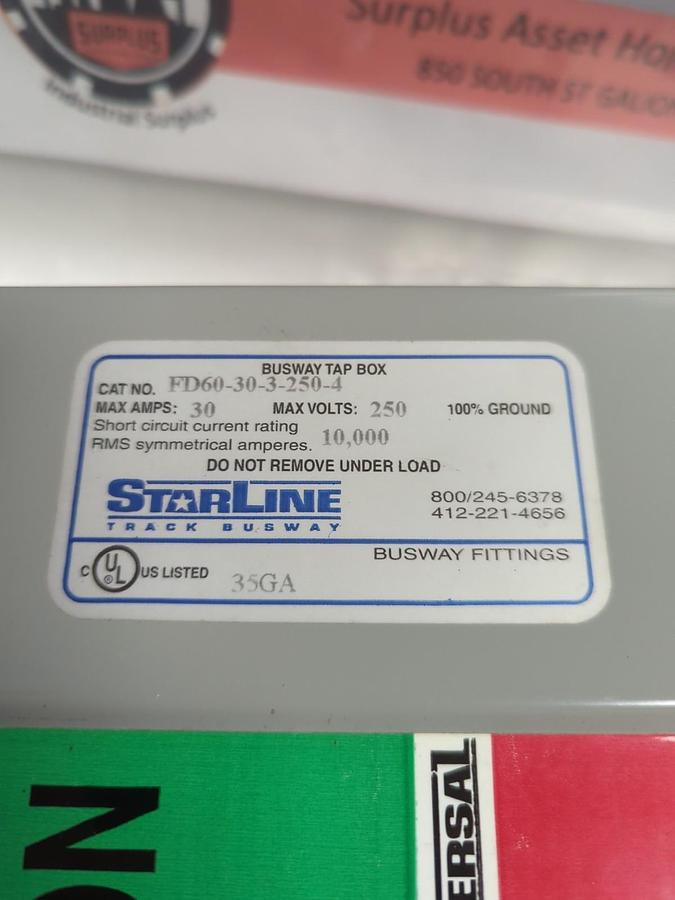 SURPLUS
Industrial Surplus
Surplus Asset
850 SOUTH ST GALION
BUSWAY TAP BOX
CAT NO. FD60-30-3-250-4
MAX AMPS: 30 MAX VOLTS: 250 100% GROUND
Short circuit current rating
RMS symmetrical amperes. 10,000
DO NOT REMOVE UNDER LOAD
STARLINE 800/245-6378
TRACK BUSWAY 412-221-4656
BUSWAY FITTINGS
C UL ® US LISTED 35GA
ON
ERSAL